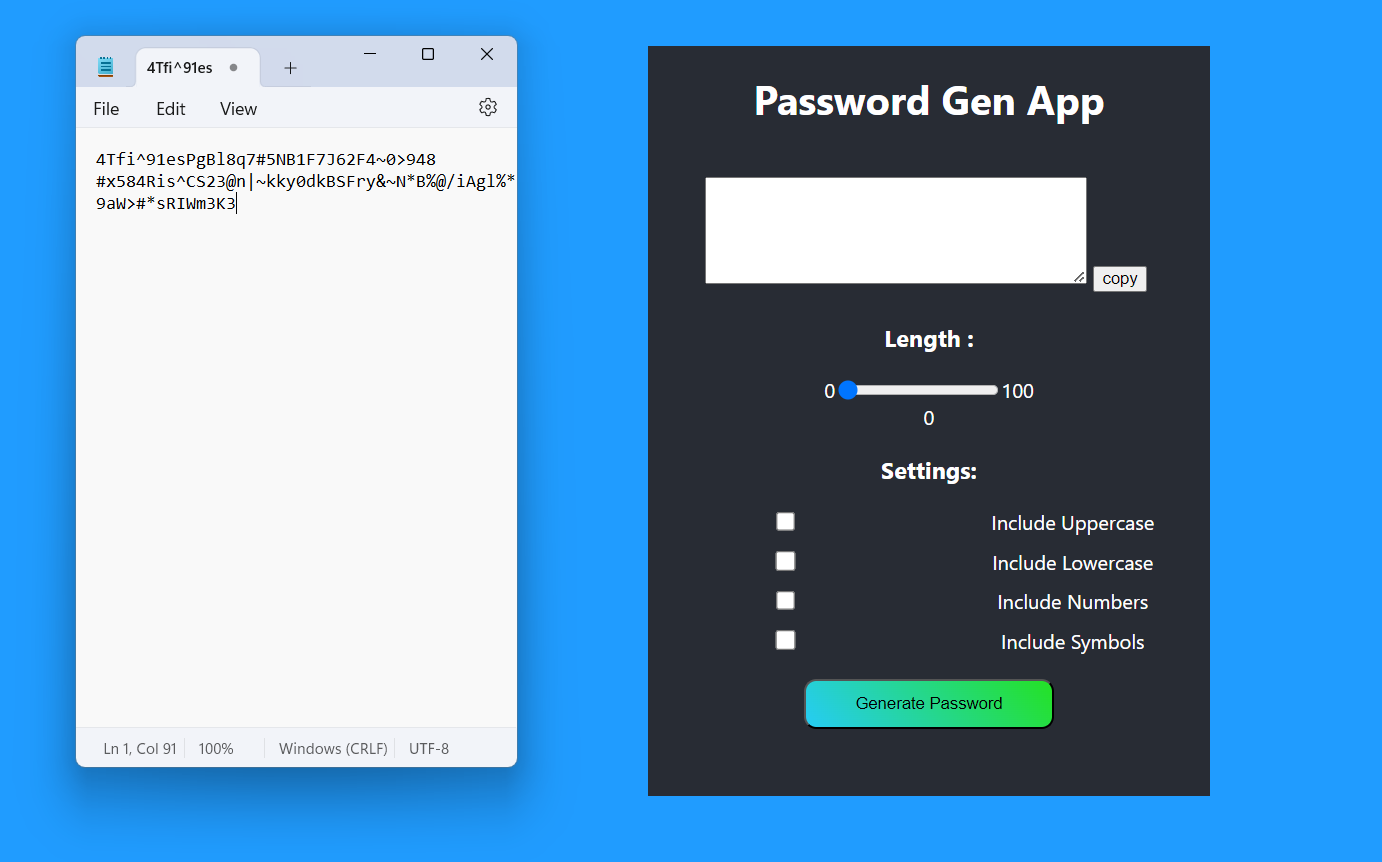 4Tfi^91es
File Edit View
4Tfi^91esPgBl8q7#5NB1F7J62F4~0>948
#x584Ris^CS23@n|~kky0dkBSFry&~N*B%@/iAgl%*
9aW>#*sRIWm3K3
Ln 1, Col 91 100% Windows (CRLF) UTF-8
Password Gen App
copy
Length :
0 100
0
Settings:
Include Uppercase
Include Lowercase
Include Numbers
Include Symbols
Generate Password